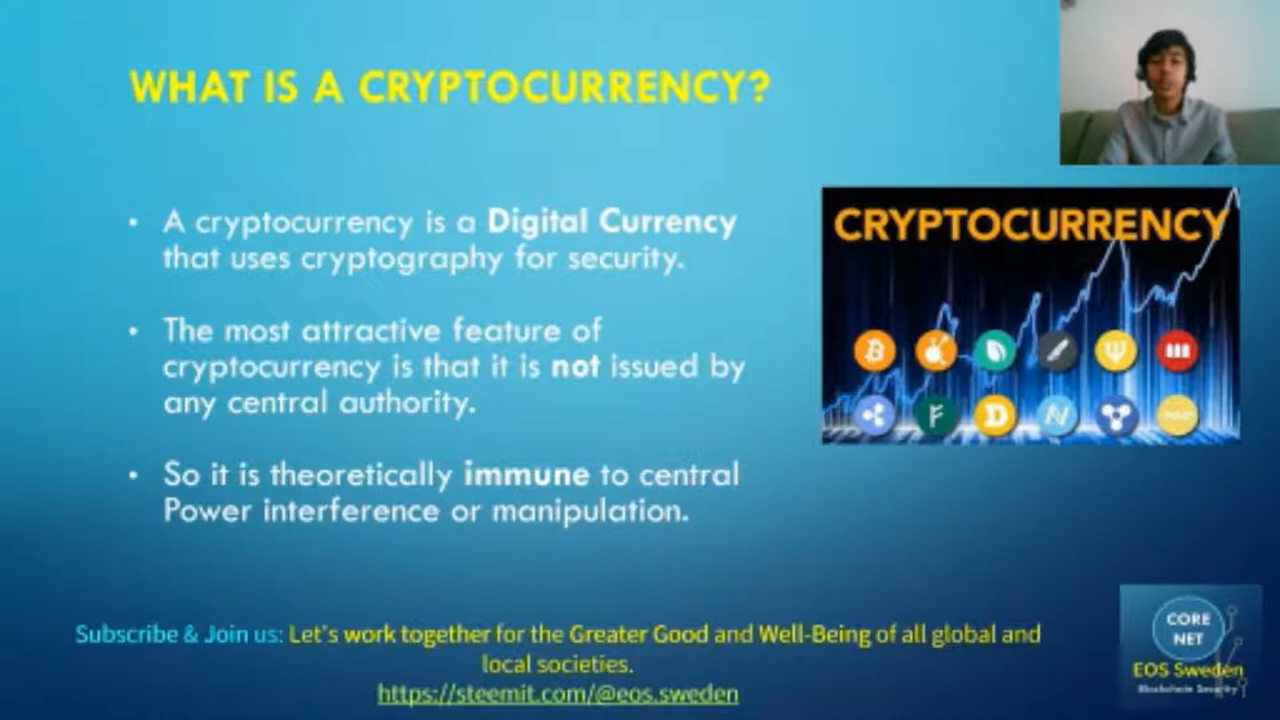 WHAT IS A CRYPTOCURRENCY?
• A cryptocurrency is a Digital Currency
that uses cryptography for security.
• The most attractive feature of
cryptocurrency is that it is not issued by
any central authority.
• So it is theoretically immune to central
Power interference or manipulation.
CRYPTOCURRENCY
Subscribe & Join us: Let's work together for the Greater Good and Well-Being of all global and
local societies.
https://steemit.com/@eos.sweden
CORE
NET
EOS Sweden
Blockchain Security